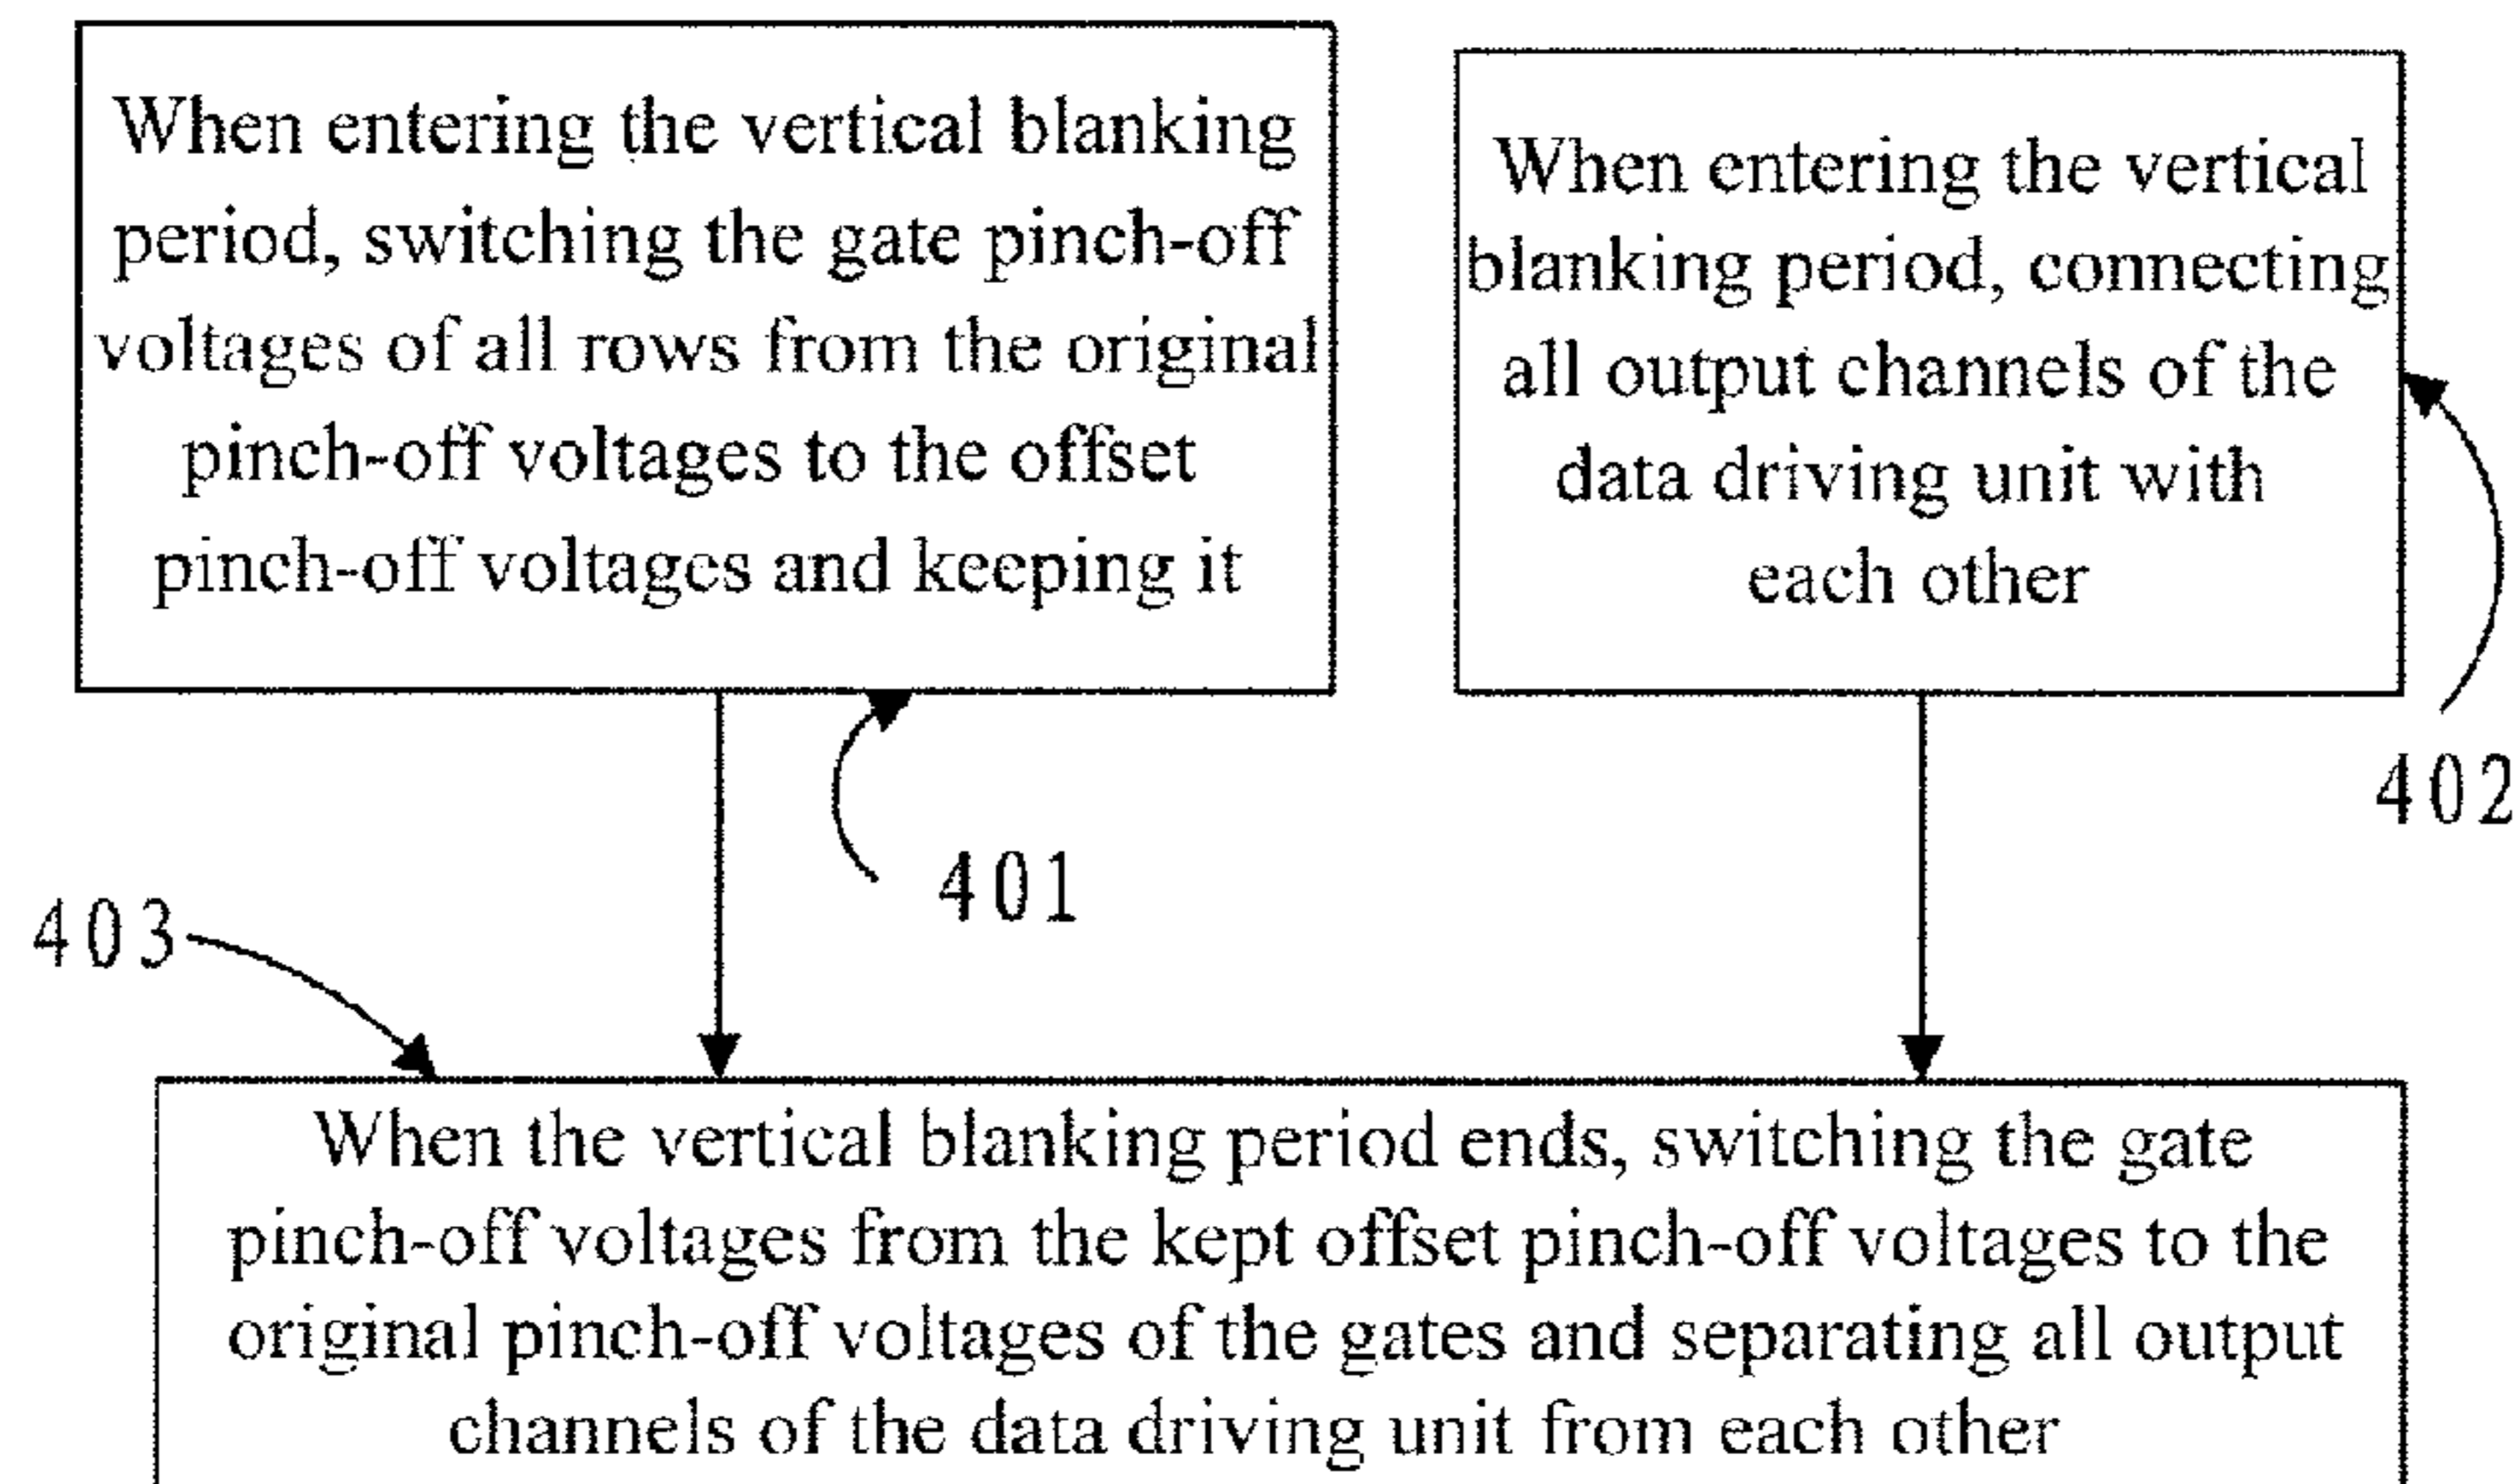 When entering the vertical blanking
period, switching the gate pinch-off
voltages of all rows from the original
pinch-off voltages to the offset
pinch-off voltages and keeping it
When entering the vertical
blanking period, connecting
all output channels of the
data driving unit with
each other
402
401
403
When the vertical blanking period ends, switching the gate
pinch-off voltages from the kept offset pinch-off voltages to the
original pinch-off voltages of the gates and separating all output
channels of the data driving unit from each other